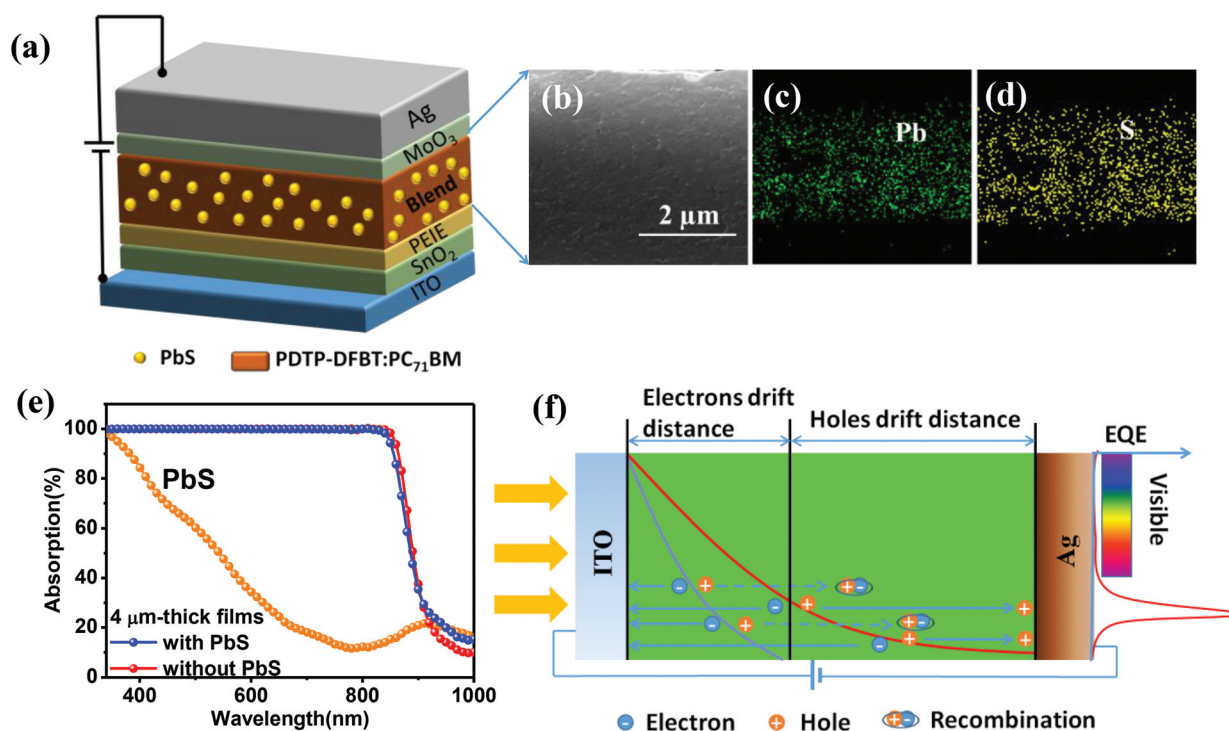 (a)
Ag
MoO3
Blend
PEIE
SnO2
ITO
PbS
PDTP-DFBT:PC71BM
(b)
2 µm
(c)
Pb
(d)
S
(e)
Absorption(%)
100
80
60
40
20
0
PbS
4 µm-thick films
with PbS
without PbS
400
600
800
1000
Wavelength(nm)
(f)
Electrons drift
distance
Holes drift distance
EQE
ITO
Ag
Visible
Electron
Hole
Recombination